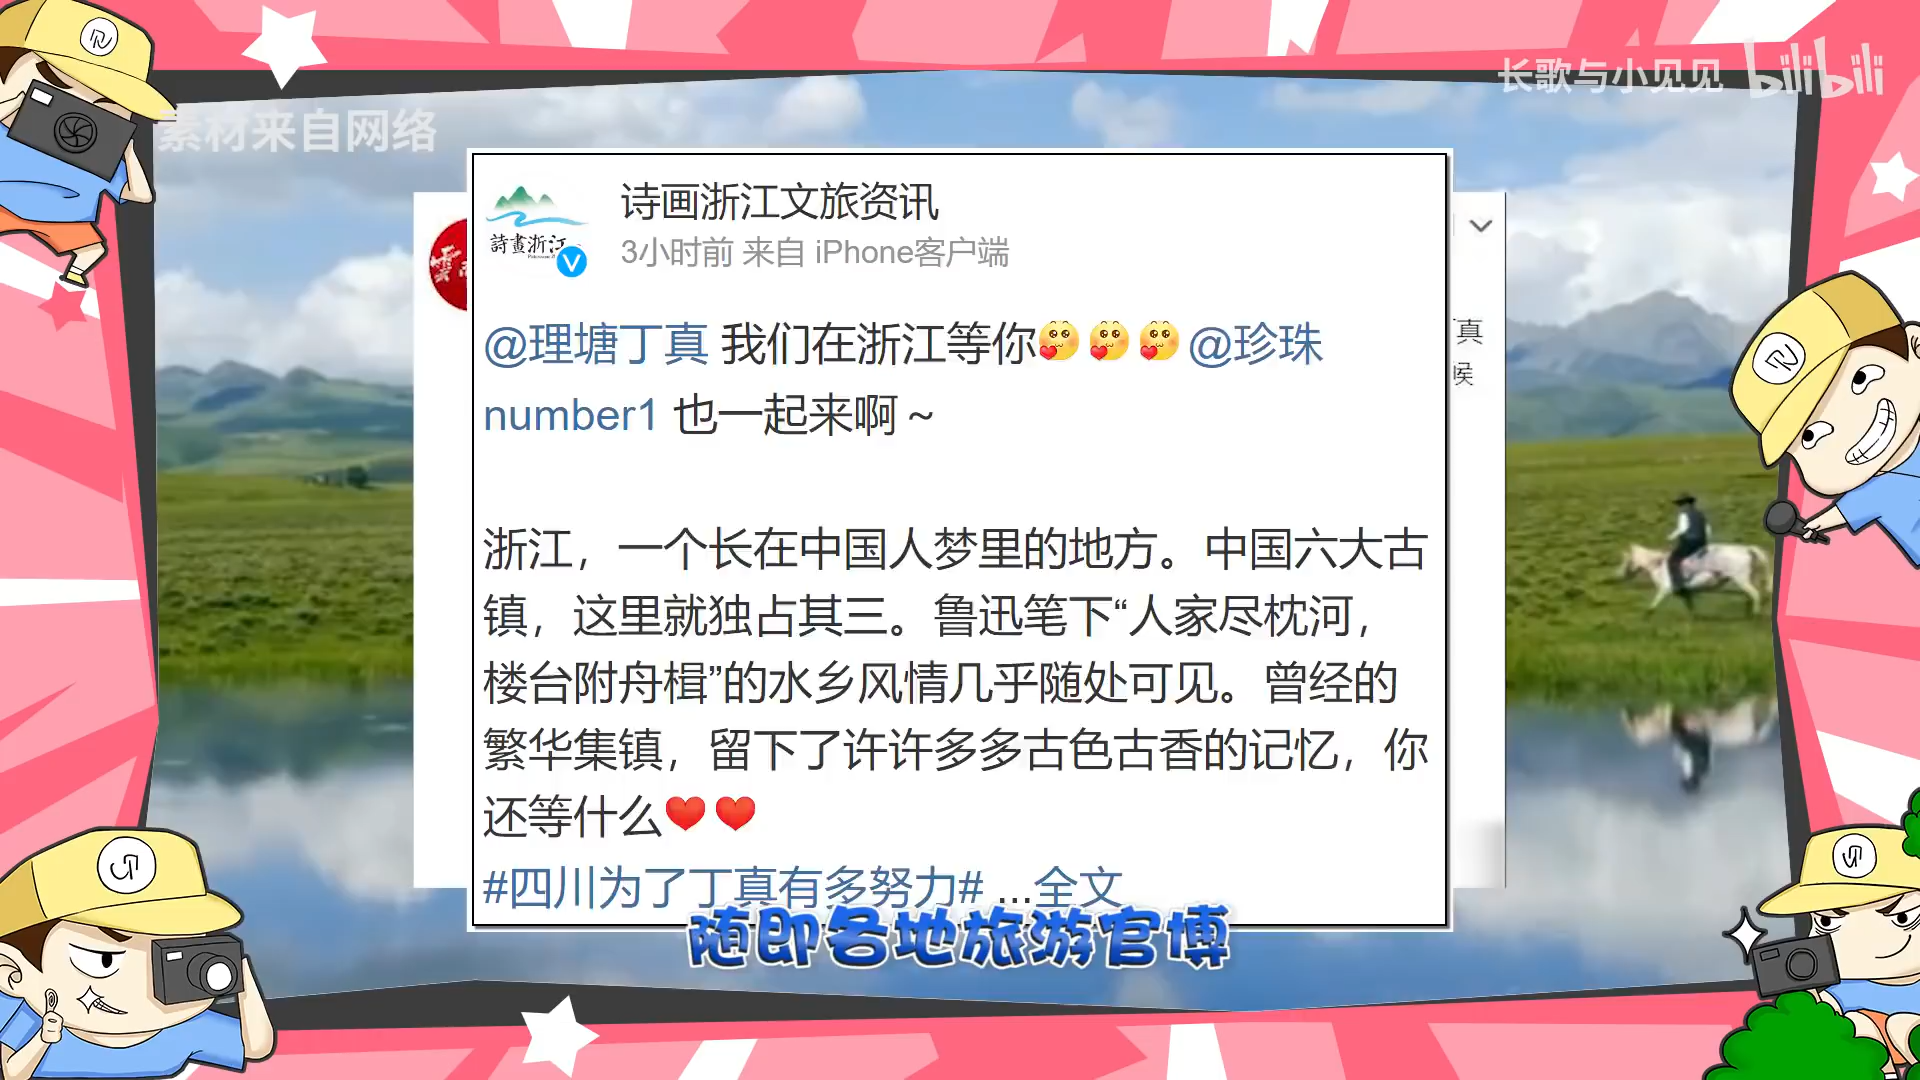 长歌与小见见 bilibili
素材来自网络
詩畫浙江
诗画浙江文旅资讯
3小时前 来自 iPhone客户端
@理塘丁真 我们在浙江等你🥰🥰🥰@珍珠
number1 也一起来啊～
浙江，一个长在中国人梦里的地方。中国六大古
镇，这里就独占其三。鲁迅笔下“人家尽枕河，
楼台附舟楫”的水乡风情几乎随处可见。曾经的
繁华集镇，留下了许许多多古色古香的记忆，你
还等什么❤️❤️
#四川为了丁真有多努力# ...全文
真
候
随即各地旅游官博